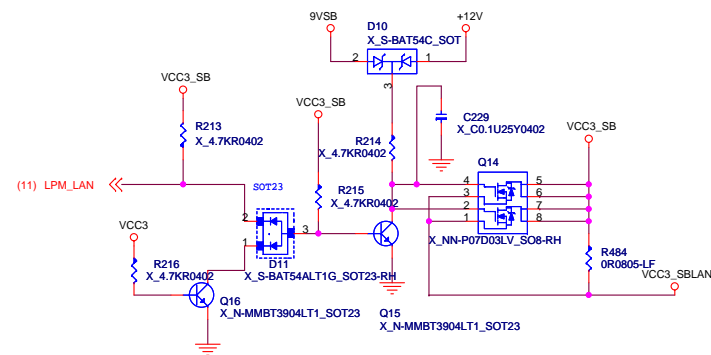 9VSB
+12V
D10
X_S-BAT54C_SOT
2
1
3
VCC3_SB
VCC3_SB
C229
X_C0.1U25Y0402
VCC3_SB
R213
X_4.7KR0402
R214
X_4.7KR0402
Q14
(11) LPM_LAN
SOT23
R215
X_4.7KR0402
4
3
2
1
5
6
7
8
X_NN-P07D03LV_SO8-RH
2
1
3
VCC3
R216
X_4.7KR0402
D11
X_S-BAT54ALT1G_SOT23-RH
R484
0R0805-LF
VCC3_SBLAN
Q16
X_N-MMBT3904LT1_SOT23
Q15
X_N-MMBT3904LT1_SOT23